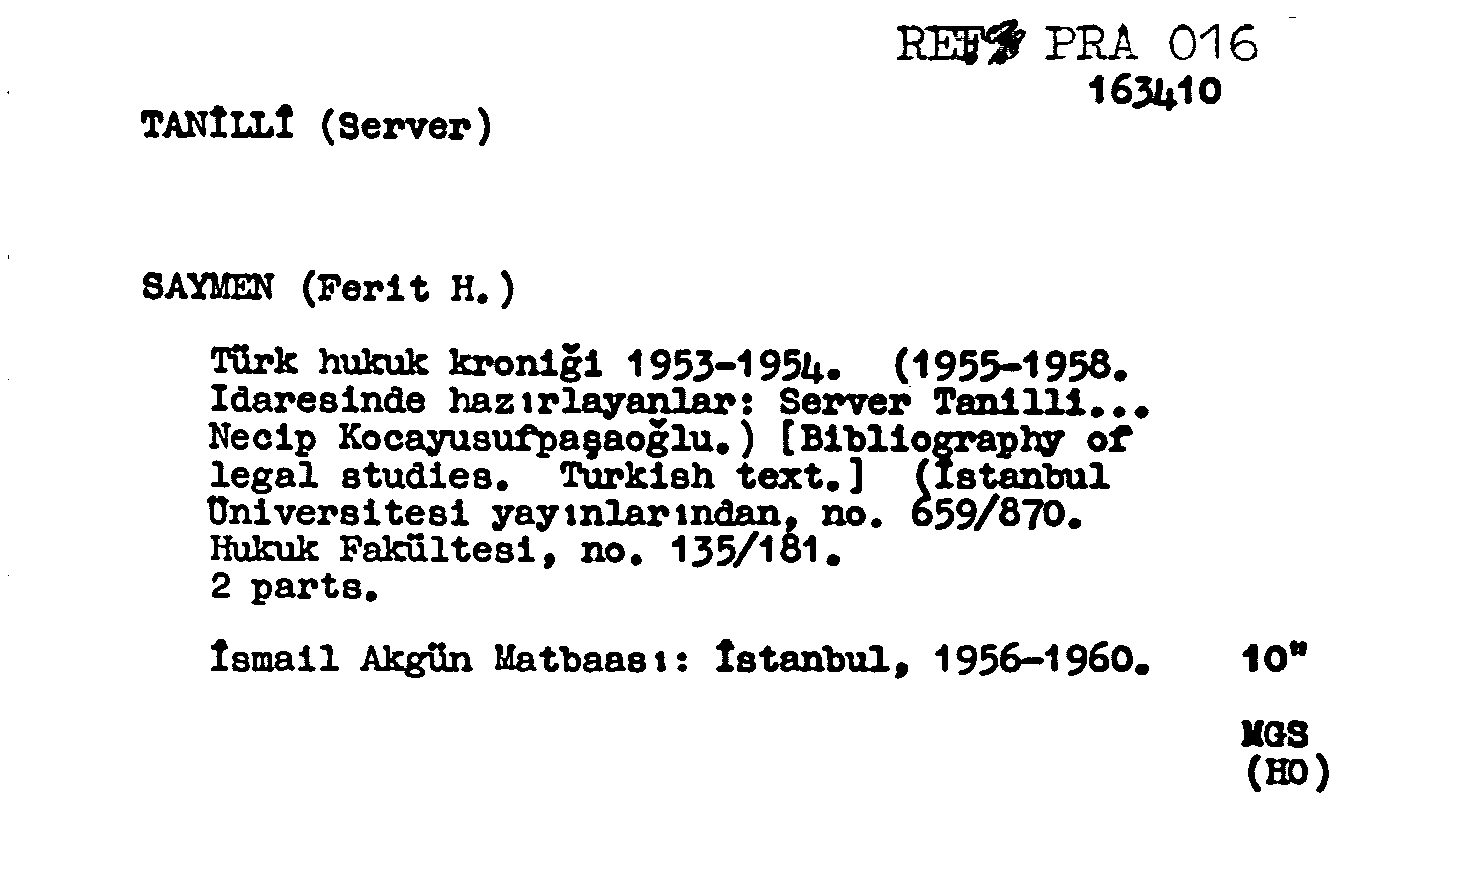 REF PRA 016
163410
TANİLLİ (Server)
SAYMEN (Ferit H.)
Türk hukuk kroniği 1953-1954. (1955-1958.
Idaresinde hazırlayanlar: Server Tanilli...
Necip Kocayusufpaşaoğlu.) [Bibliography of
legal studies. Turkish text.] (İstanbul
Üniversitesi yayınlarından, no. 659/870.
Hukuk Fakültesi, no. 135/181.
2 parts.
İsmail Akgün Matbaası: İstanbul, 1956-1960. 10"
MGS
(HO)